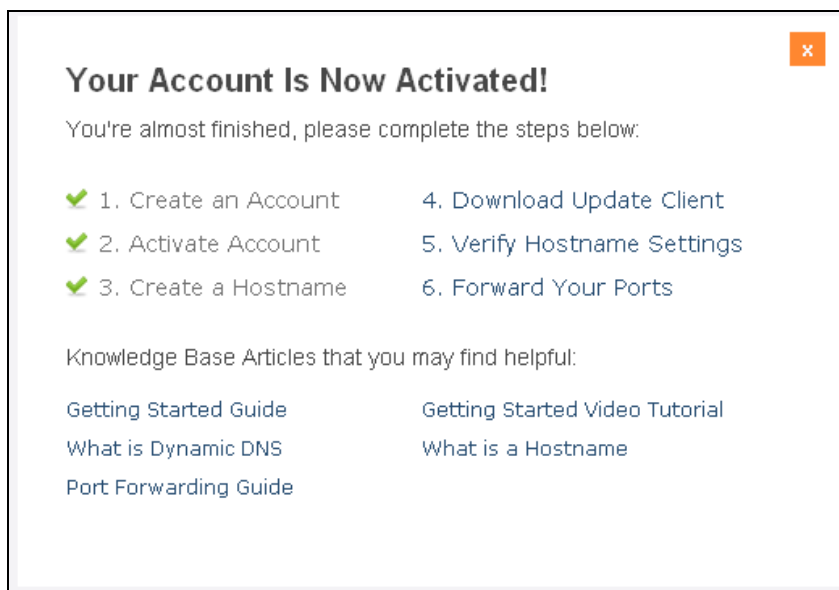 x
Your Account Is Now Activated!
You're almost finished, please complete the steps below:
1. Create an Account
2. Activate Account
3. Create a Hostname
4. Download Update Client
5. Verify Hostname Settings
6. Forward Your Ports
Knowledge Base Articles that you may find helpful:
Getting Started Guide
What is Dynamic DNS
Port Forwarding Guide
Getting Started Video Tutorial
What is a Hostname